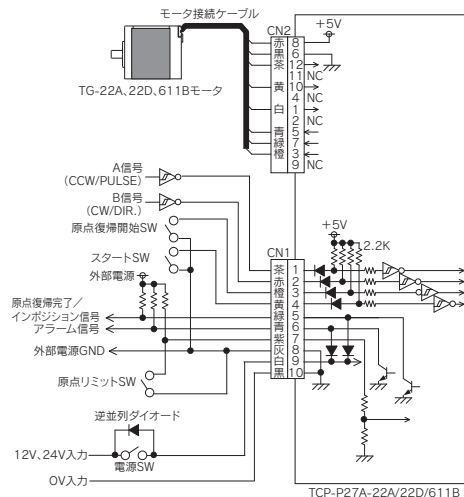 モータ接続ケーブル
CN2
+5V
赤 8
黒 6
茶 12
11 NC
黄 10
4 NC
白 1
2 NC
青 5
緑 7
橙 3
9 NC
TG-22A、22D、611Bモータ
A信号
(CCW/PULSE)
B信号
(CW/DIR.)
原点復帰開始SW
スタートSW
外部電源
原点復帰完了/
インポジション信号
アラーム信号
外部電源GND
原点リミットSW
逆並列ダイオード
12V、24V入力
電源SW
0V入力
CN1
+5V
2.2K
茶 1
赤 2
橙 3
黄 4
緑 5
青 6
紫 7
灰 8
白 9
黒 10
TCP-P27A-22A/22D/611B